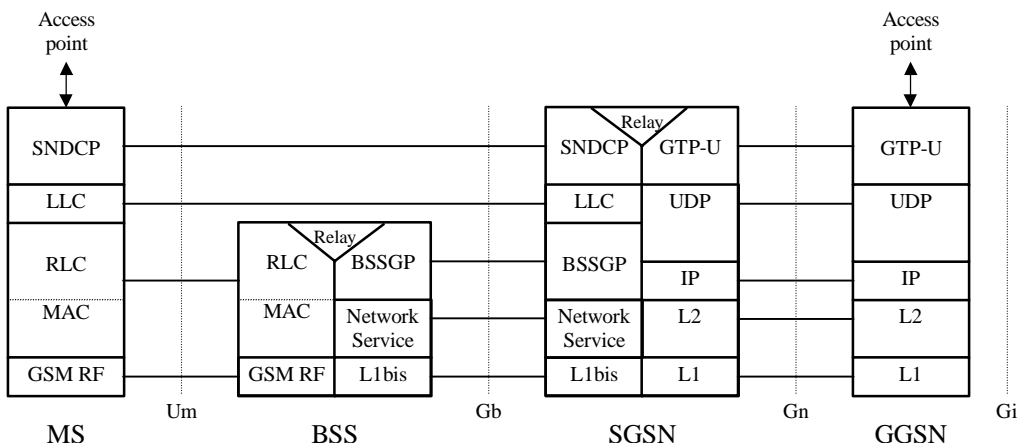 Access
point
Access
point
SNDCP
SNDCP
Relay
GTP-U
GTP-U
LLC
LLC
UDP
UDP
RLC
RLC
Relay
BSSGP
BSSGP
IP
IP
MAC
MAC
Network
Service
Network
Service
L2
L2
GSM RF
GSM RF
L1bis
L1bis
L1
L1
Um
Gb
Gn
Gi
MS
BSS
SGSN
GGSN